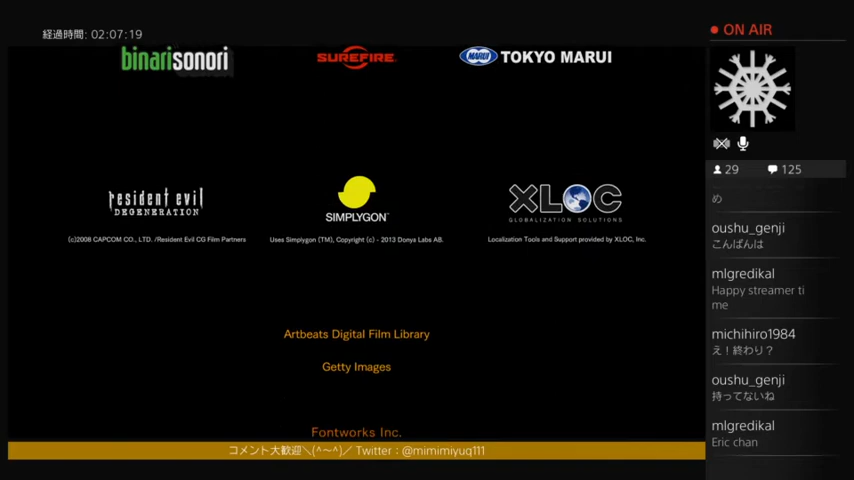 経過時間: 02:07:19
ON AIR
binarisonori
SUREFIRE
MARUI TOKYO MARUI
resident evil
DEGENERATION
SIMPLYGON™
XLOC
GLOBALIZATION SOLUTIONS
(c)2008 CAPCOM CO., LTD. /Resident Evil CG Film Partners
Uses Simplygon (TM), Copyright (c) - 2013 Donya Labs AB.
Localization Tools and Support provided by XLOC, Inc.
Artbeats Digital Film Library
Getty Images
Fontworks Inc.
コメント大歓迎＼(^～^)／ Twitter：@mimimiyuq111
29
125
め
oushu_genji
こんばんは
mlgredikal
Happy streamer ti
me
michihiro1984
え！終わり？
oushu_genji
持ってないね
mlgredikal
Eric chan